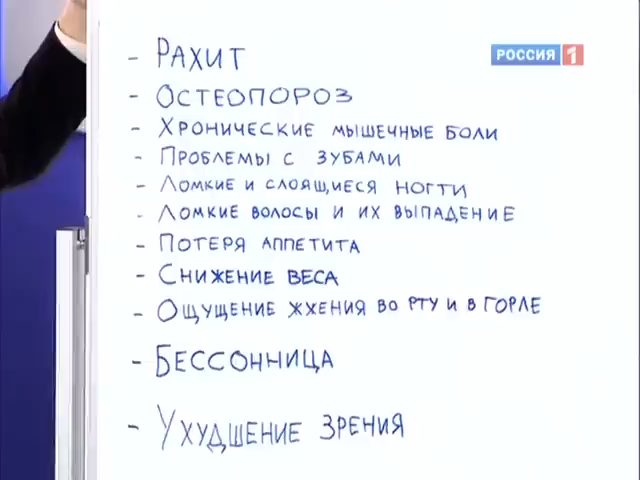 РОССИЯ 1
- РАХИТ
- ОСТЕОПОРОЗ
- ХРОНИЧЕСКИЕ МЫШЕЧНЫЕ БОЛИ
- ПРОБЛЕМЫ С ЗУБАМИ
- ЛОМКИЕ И СЛОЯЩИЕСЯ НОГТИ
- ЛОМКИЕ ВОЛОСЫ И ИХ ВЫПАДЕНИЕ
- ПОТЕРЯ АППЕТИТА
- СНИЖЕНИЕ ВЕСА
- ОЩУЩЕНИЕ ЖЖЕНИЯ ВО РТУ И В ГОРЛЕ
- БЕССОННИЦА
- УХУДШЕНИЕ ЗРЕНИЯ